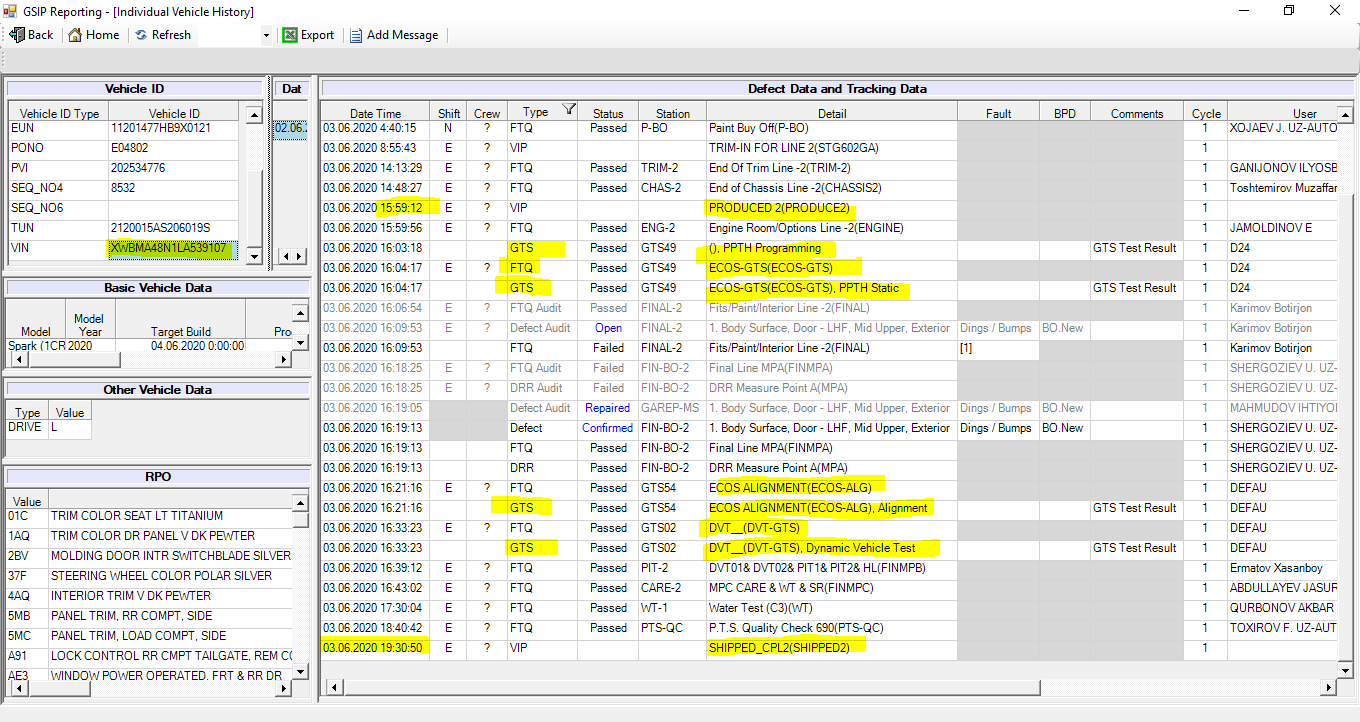 GSIP Reporting - [Individual Vehicle History]
Back Home Refresh Export Add Message
Vehicle ID
Vehicle ID Type Vehicle ID
EUN 11201477HB9X0121
PONO E04802
PVI 202534776
SEQ_NO4 8532
SEQ_NO6
TUN 2120015AS206019S
VIN XWBMA48N1LA539107
Dat
02.06.2
Basic Vehicle Data
Model Model Year Target Build Pro
Spark (1CR 2020 04.06.2020 0:00:00
Other Vehicle Data
Type Value
DRIVE L
RPO
Value
01C TRIM COLOR SEAT LT TITANIUM
1AQ TRIM COLOR DR PANEL V DK PEWTER
2BV MOLDING DOOR INTR SWITCHBLADE SILVER
37F STEERING WHEEL COLOR POLAR SILVER
4AQ INTERIOR TRIM V DK PEWTER
5MB PANEL TRIM, RR COMPT, SIDE
5MC PANEL TRIM, LOAD COMPT, SIDE
A91 LOCK CONTROL RR CMPT TAILGATE, REM CO
AE3 WINDOW POWER OPERATED, FRT & RR DR
Defect Data and Tracking Data
Date Time Shift Crew Type Status Station Detail Fault BPD Comments Cycle User
03.06.2020 4:40:15 N ? FTQ Passed P-BO Paint Buy Off(P-BO) 1 XOJAEV J. UZ-AUTO
03.06.2020 8:55:43 E ? VIP TRIM-IN FOR LINE 2(STG602GA) 1
03.06.2020 14:13:29 E ? FTQ Passed TRIM-2 End Of Trim Line -2(TRIM-2) 1 GANIJONOV ILYOSB
03.06.2020 14:48:27 E ? FTQ Passed CHAS-2 End of Chassis Line -2(CHASSIS2) 1 Toshtemirov Muzaffar
03.06.2020 15:59:12 E ? VIP PRODUCED 2(PRODUCE2) 1
03.06.2020 15:59:56 E ? FTQ Passed ENG-2 Engine Room/Options Line -2(ENGINE) 1 JAMOLDINOV E
03.06.2020 16:03:18 GTS Passed GTS49 (), PPTH Programming GTS Test Result 1 D24
03.06.2020 16:04:17 E ? FTQ Passed GTS49 ECOS-GTS(ECOS-GTS) 1 D24
03.06.2020 16:04:17 GTS Passed GTS49 ECOS-GTS(ECOS-GTS), PPTH Static GTS Test Result 1 D24
03.06.2020 16:06:54 E ? FTQ Audit Passed FINAL-2 Fits/Paint/Interior Line -2(FINAL) 1 Karimov Botirjon
03.06.2020 16:09:53 E ? Defect Audit Open FINAL-2 1. Body Surface, Door - LHF, Mid Upper, Exterior Dings / Bumps BO.New 1 Karimov Botirjon
03.06.2020 16:09:53 E ? FTQ Failed FINAL-2 Fits/Paint/Interior Line -2(FINAL) [1] 1 Karimov Botirjon
03.06.2020 16:18:25 E ? FTQ Audit Failed FIN-BO-2 Final Line MPA(FINMPA) 1 SHERGOZIEV U. UZ-
03.06.2020 16:18:25 E ? DRR Audit Failed FIN-BO-2 DRR Measure Point A(MPA) 1 SHERGOZIEV U. UZ-
03.06.2020 16:19:05 Defect Audit Repaired GAREP-MS 1. Body Surface, Door - LHF, Mid Upper, Exterior Dings / Bumps BO.New 1 MAHMUDOV IHTIYOI
03.06.2020 16:19:13 Defect Confirmed FIN-BO-2 1. Body Surface, Door - LHF, Mid Upper, Exterior Dings / Bumps BO.New 1 SHERGOZIEV U. UZ-
03.06.2020 16:19:13 E ? FTQ Passed FIN-BO-2 Final Line MPA(FINMPA) 1 SHERGOZIEV U. UZ-
03.06.2020 16:19:13 E ? DRR Passed FIN-BO-2 DRR Measure Point A(MPA) 1 SHERGOZIEV U. UZ-
03.06.2020 16:21:16 E ? FTQ Passed GTS54 ECOS ALIGNMENT(ECOS-ALG) 1 DEFAU
03.06.2020 16:21:16 GTS Passed GTS54 ECOS ALIGNMENT(ECOS-ALG), Alignment GTS Test Result 1 DEFAU
03.06.2020 16:33:23 E ? FTQ Passed GTS02 DVT__(DVT-GTS) 1 DEFAU
03.06.2020 16:33:23 GTS Passed GTS02 DVT__(DVT-GTS), Dynamic Vehicle Test GTS Test Result 1 DEFAU
03.06.2020 16:39:12 E ? FTQ Passed PIT-2 DVT01& DVT02& PIT1& PIT2& HL(FINMPB) 1 Ermatov Xasanboy
03.06.2020 16:43:02 E ? FTQ Passed CARE-2 MPC CARE & WT & SR(FINMPC) 1 ABDULLAYEV JASUR
03.06.2020 17:30:04 E ? FTQ Passed WT-1 Water Test (C3)(WT) 1 QURBONOV AKBAR
03.06.2020 18:40:42 E ? FTQ Passed PTS-QC P.T.S. Quality Check 690(PTS-QC) 1 TOXIROV F. UZ-AUT
03.06.2020 19:30:50 E ? VIP SHIPPED_CPL2(SHIPPED2) 1